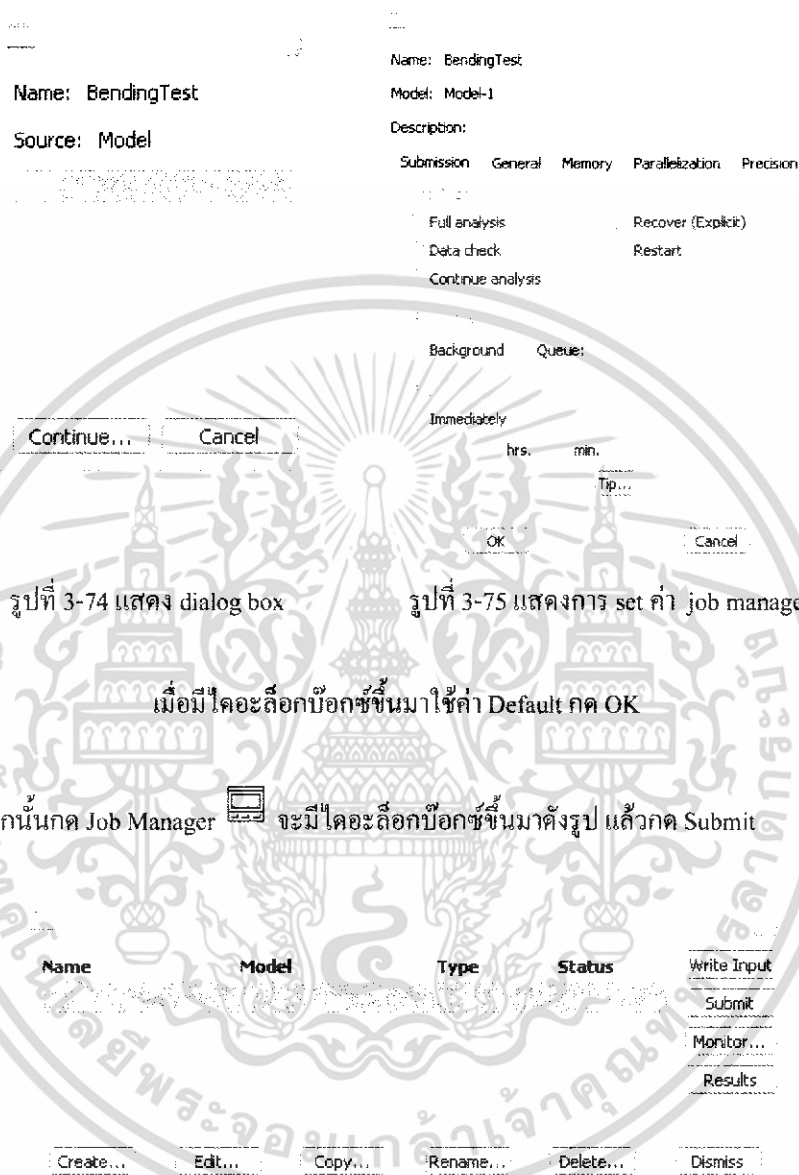 Name: BendingTest
Source: Model
Continue...
Cancel
Name: BendingTest
Model: Model-1
Description:
Submission General Memory Parallelization Precision
Full analysis
Recover (Explicit)
Data check
Restart
Continue analysis
Background Queue:
Immediately
hrs. min.
Tip...
OK
Cancel
รูปที่ 3-74 แสดง dialog box
รูปที่ 3-75 แสดงการ set ค่า job manage
เมื่อมีไดอะล็อกบ๊อกซ์ขึ้นมาใช้ค่า Default กด OK
กนั้นกด Job Manager จะมีไดอะล็อกบ๊อกซ์ขึ้นมาดังรูป แล้วกด Submit
Name Model Type Status
Write Input
Submit
Monitor...
Results
Create... Edit... Copy... Rename... Delete... Dismiss